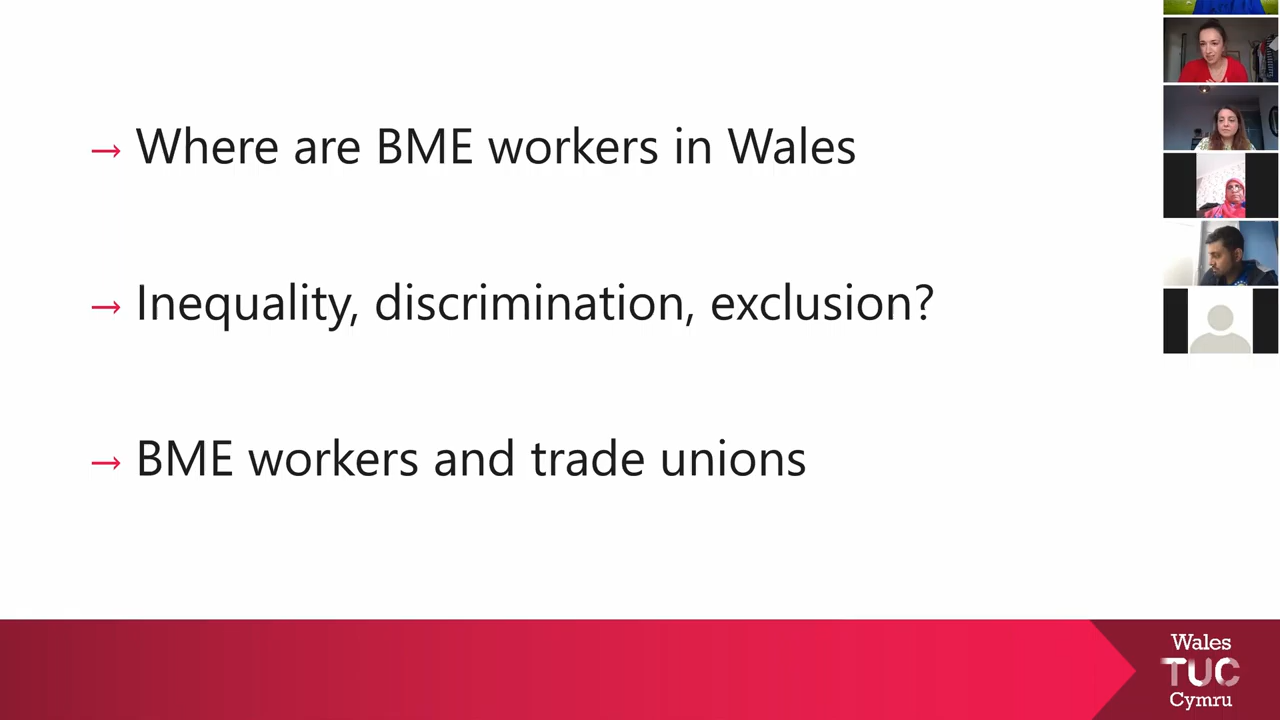 → Where are BME workers in Wales
→ Inequality, discrimination, exclusion?
→ BME workers and trade unions
Wales
TUC
Cymru